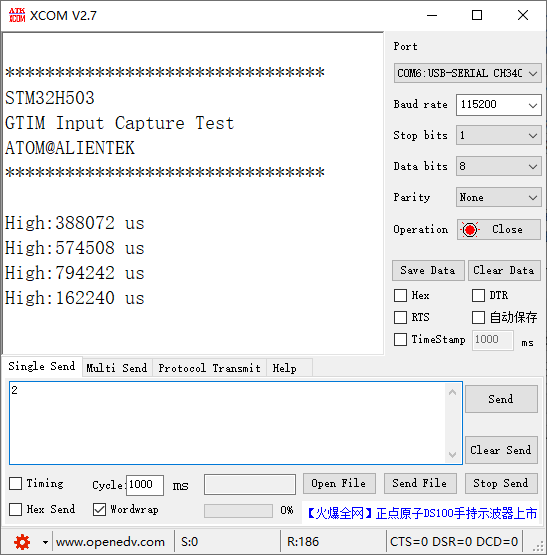 ATK
XCOM
XCOM V2.7
********************************
STM32H503
GTIM Input Capture Test
ATOM@ALIENTEK
********************************
High:388072 us
High:574508 us
High:794242 us
High:162240 us
Port
COM6:USB-SERIAL CH340
Baud rate 115200
Stop bits 1
Data bits 8
Parity None
Operation Close
Save Data Clear Data
Hex DTR
RTS 自动保存
TimeStamp 1000 ms
Single Send Multi Send Protocol Transmit Help
2
Send
Clear Send
Timing Cycle: 1000 ms Open File Send File Stop Send
Hex Send Wordwrap 0% 【火爆全网】正点原子DS100手持示波器上市
www.openedv.com S:0 R:186 CTS=0 DSR=0 DCD=0